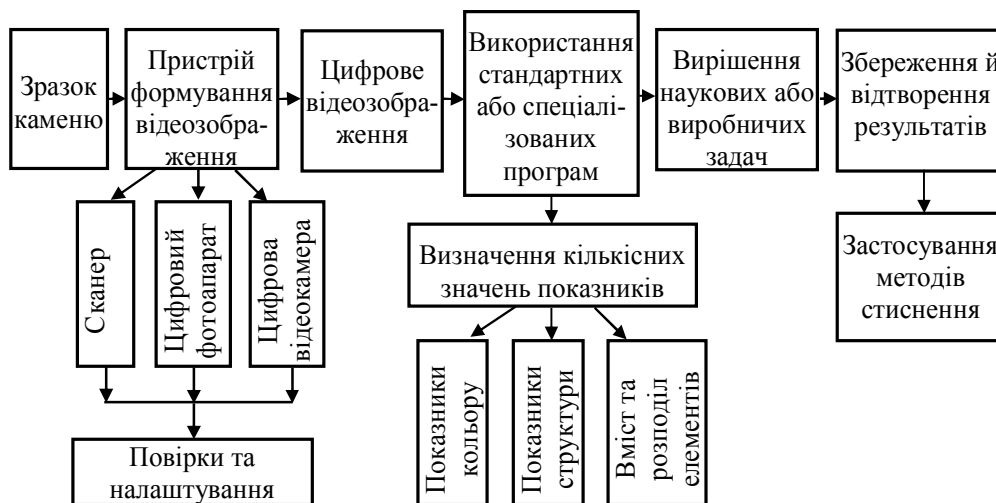 Зразок
каменю
Пристрій
формування
відеозобра-
ження
Цифрове
відеозобра-
ження
Використання
стандартних
або спеціалі-
зованих
програм
Вирішення
наукових або
виробничих
задач
Збереження й
відтворення
результатів
Сканер
Цифровий
фотоапарат
Цифрова
відеокамера
Визначення кількісних
значень показників
Застосування
методів
стиснення
Показники
кольору
Показники
структури
Вміст та
розподіл
елементів
Повірки та
налаштування